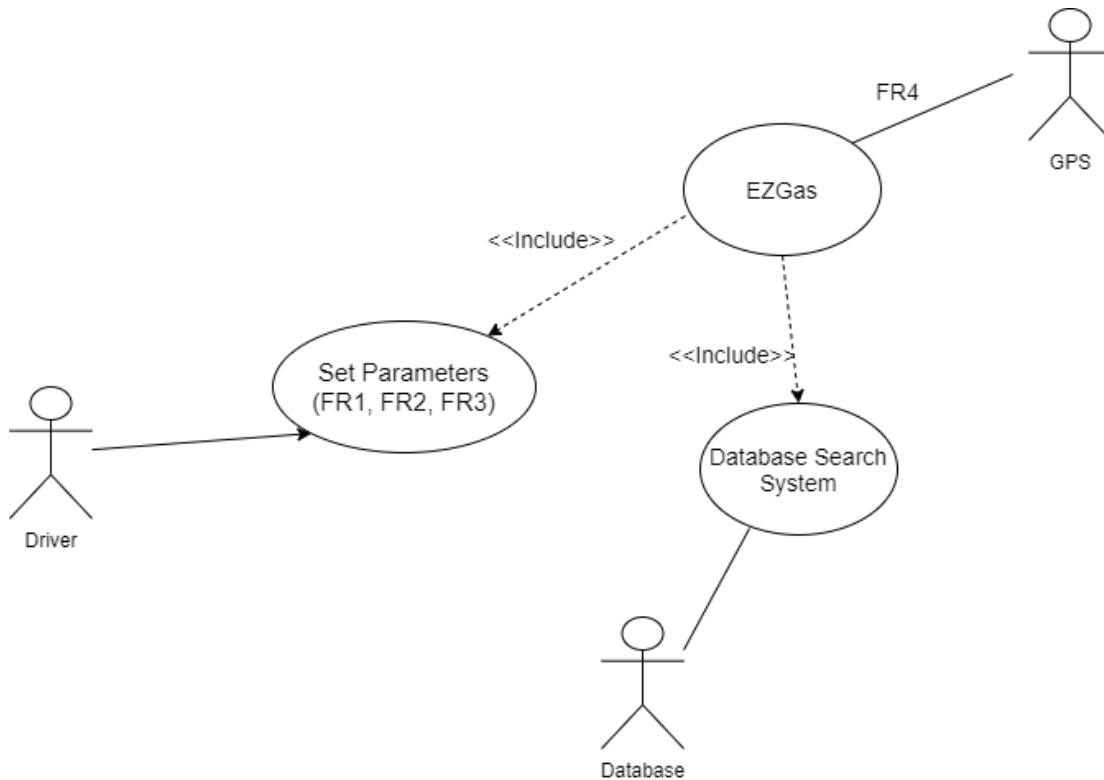 FR4
GPS
EZGas
<<Include>>
<<Include>>
Set Parameters
(FR1, FR2, FR3)
Database Search
System
Driver
Database